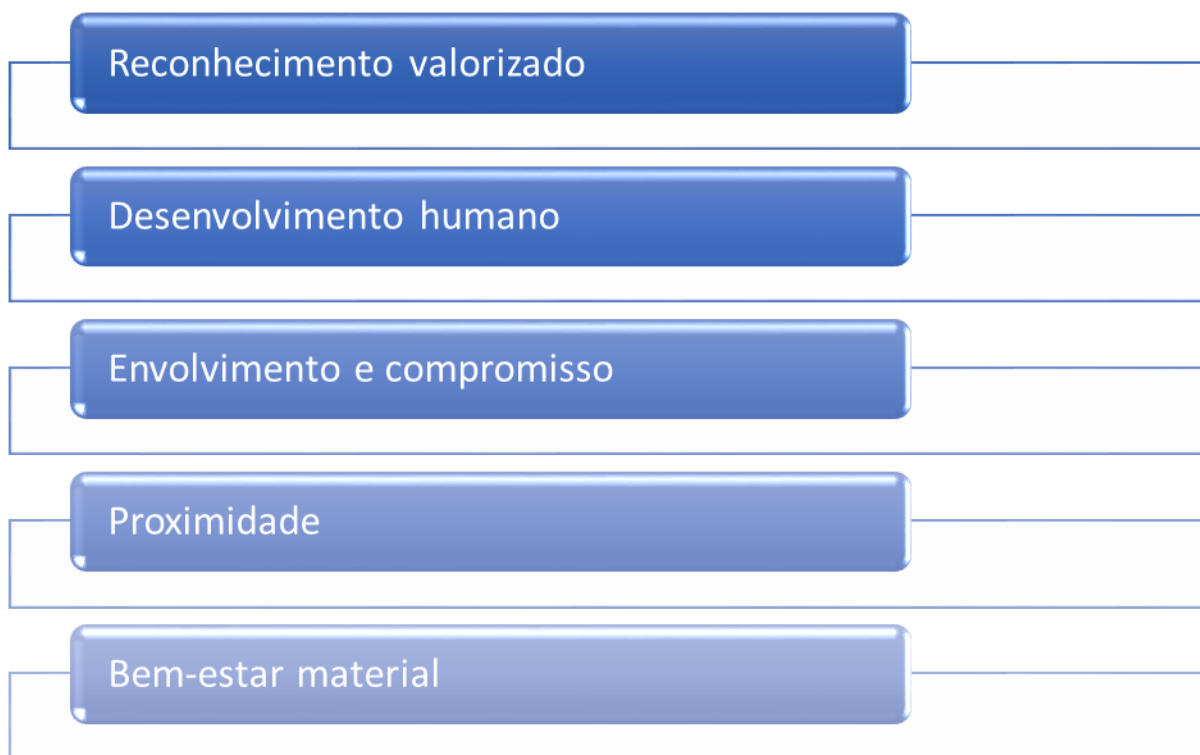 Reconhecimento valorizado
Desenvolvimento humano
Envolvimento e compromisso
Proximidade
Bem-estar material